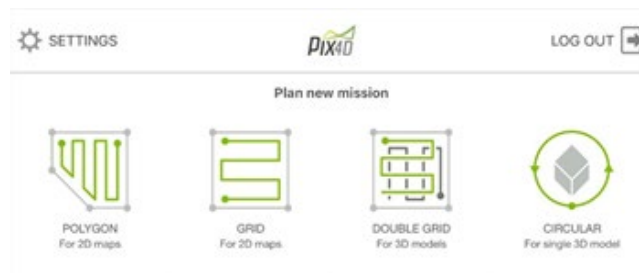 SETTINGS
PIX4D
LOG OUT
Plan new mission
POLYGON
For 2D maps
GRID
For 2D maps
DOUBLE GRID
For 3D models
CIRCULAR
For single 3D model